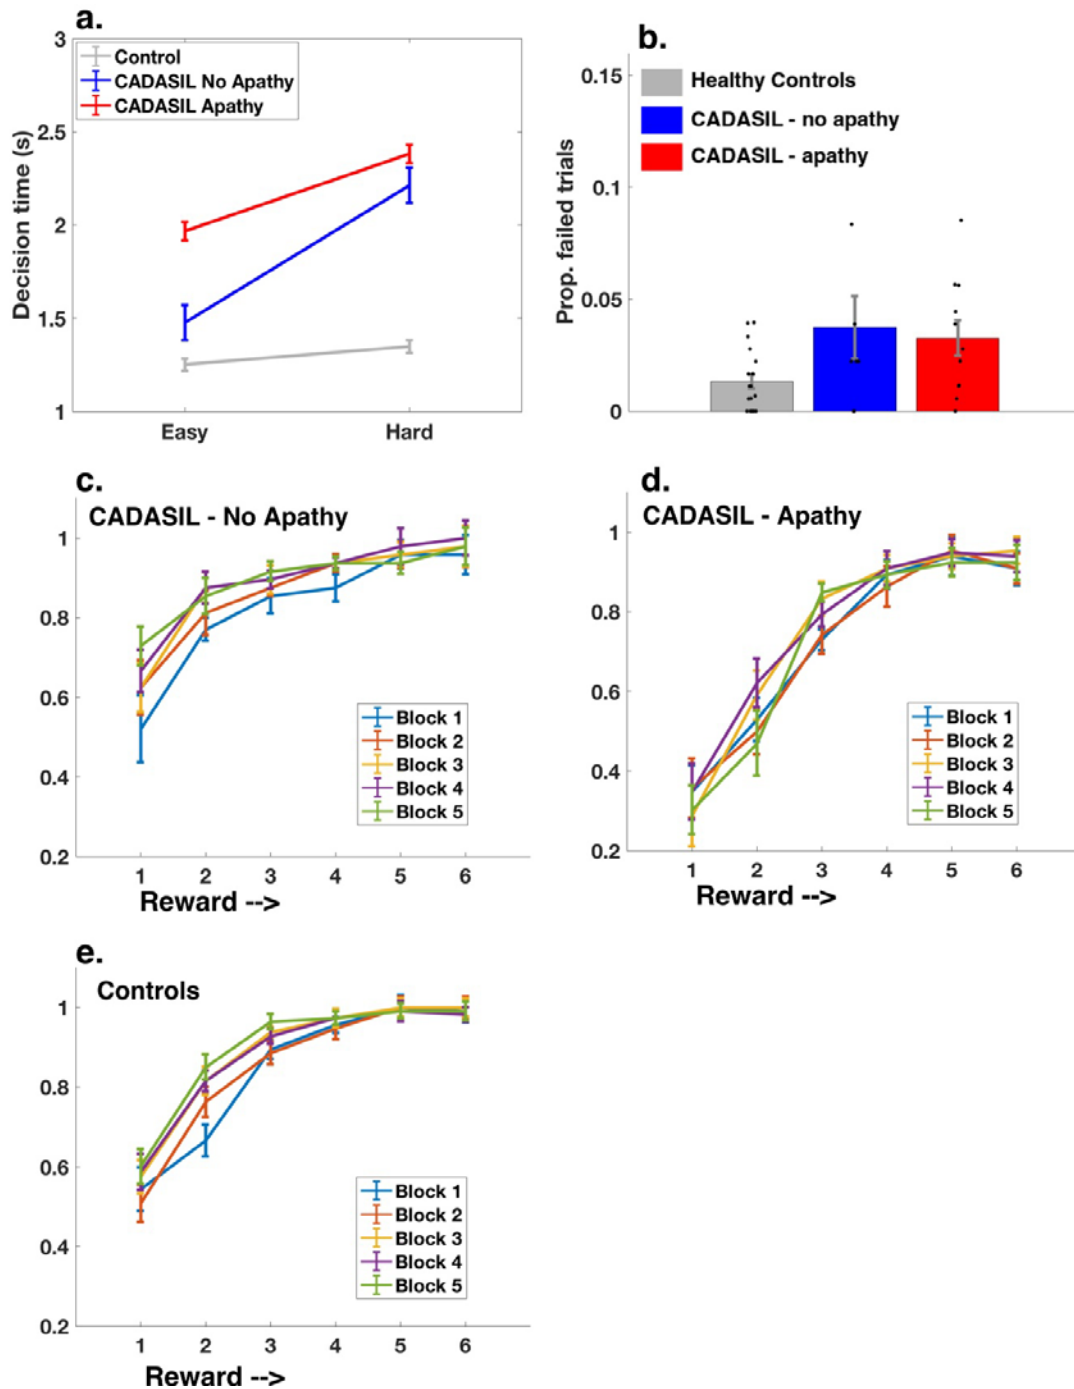 a.
3
2.5
2
1.5
1
Decision time (s)
Control
CADASIL No Apathy
CADASIL Apathy
Easy
Hard
b.
0.15
0.1
0.05
0
Prop. failed trials
Healthy Controls
CADASIL - no apathy
CADASIL - apathy
c.
CADASIL - No Apathy
1
0.8
0.6
0.4
0.2
Block 1
Block 2
Block 3
Block 4
Block 5
1 2 3 4 5 6
Reward -->
d.
CADASIL - Apathy
1
0.8
0.6
0.4
0.2
Block 1
Block 2
Block 3
Block 4
Block 5
1 2 3 4 5 6
Reward -->
e.
Controls
1
0.8
0.6
0.4
0.2
Block 1
Block 2
Block 3
Block 4
Block 5
1 2 3 4 5 6
Reward -->